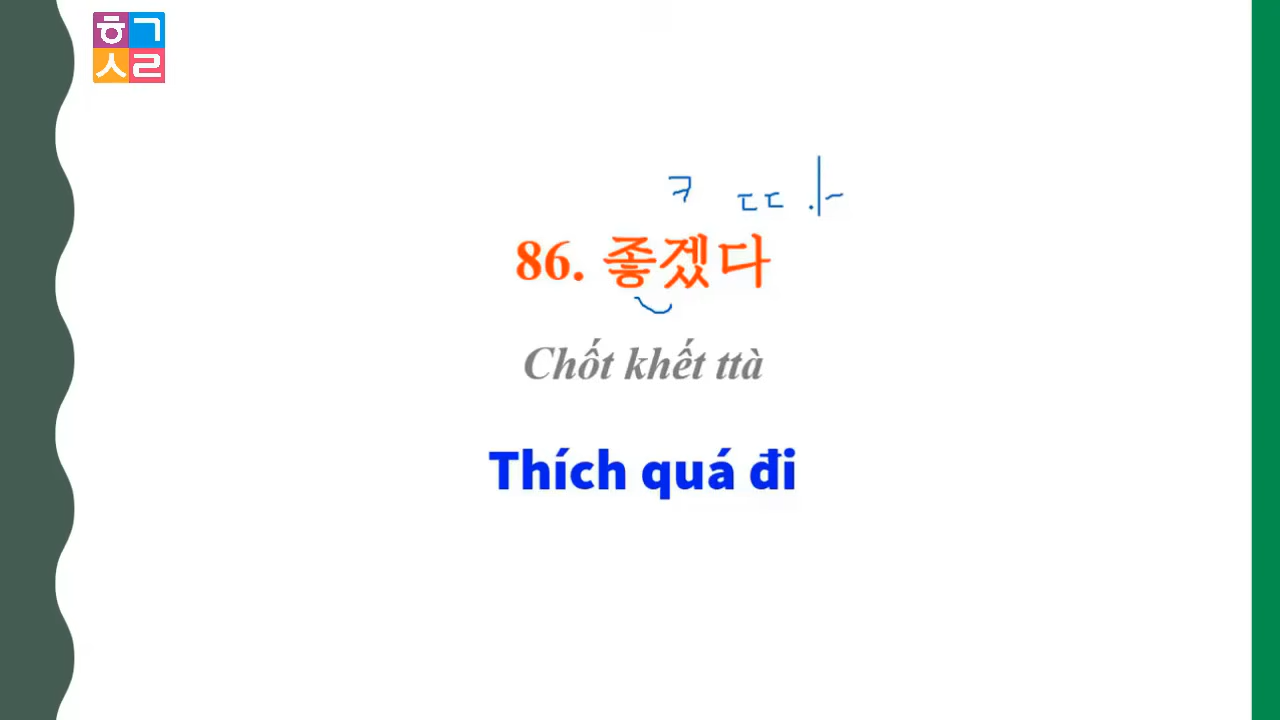 ㅎㄱ
ㅅㄹ
ㅋ ㄸ ㅏ
86. 좋겠다
Chốt khết ttà
Thích quá đi